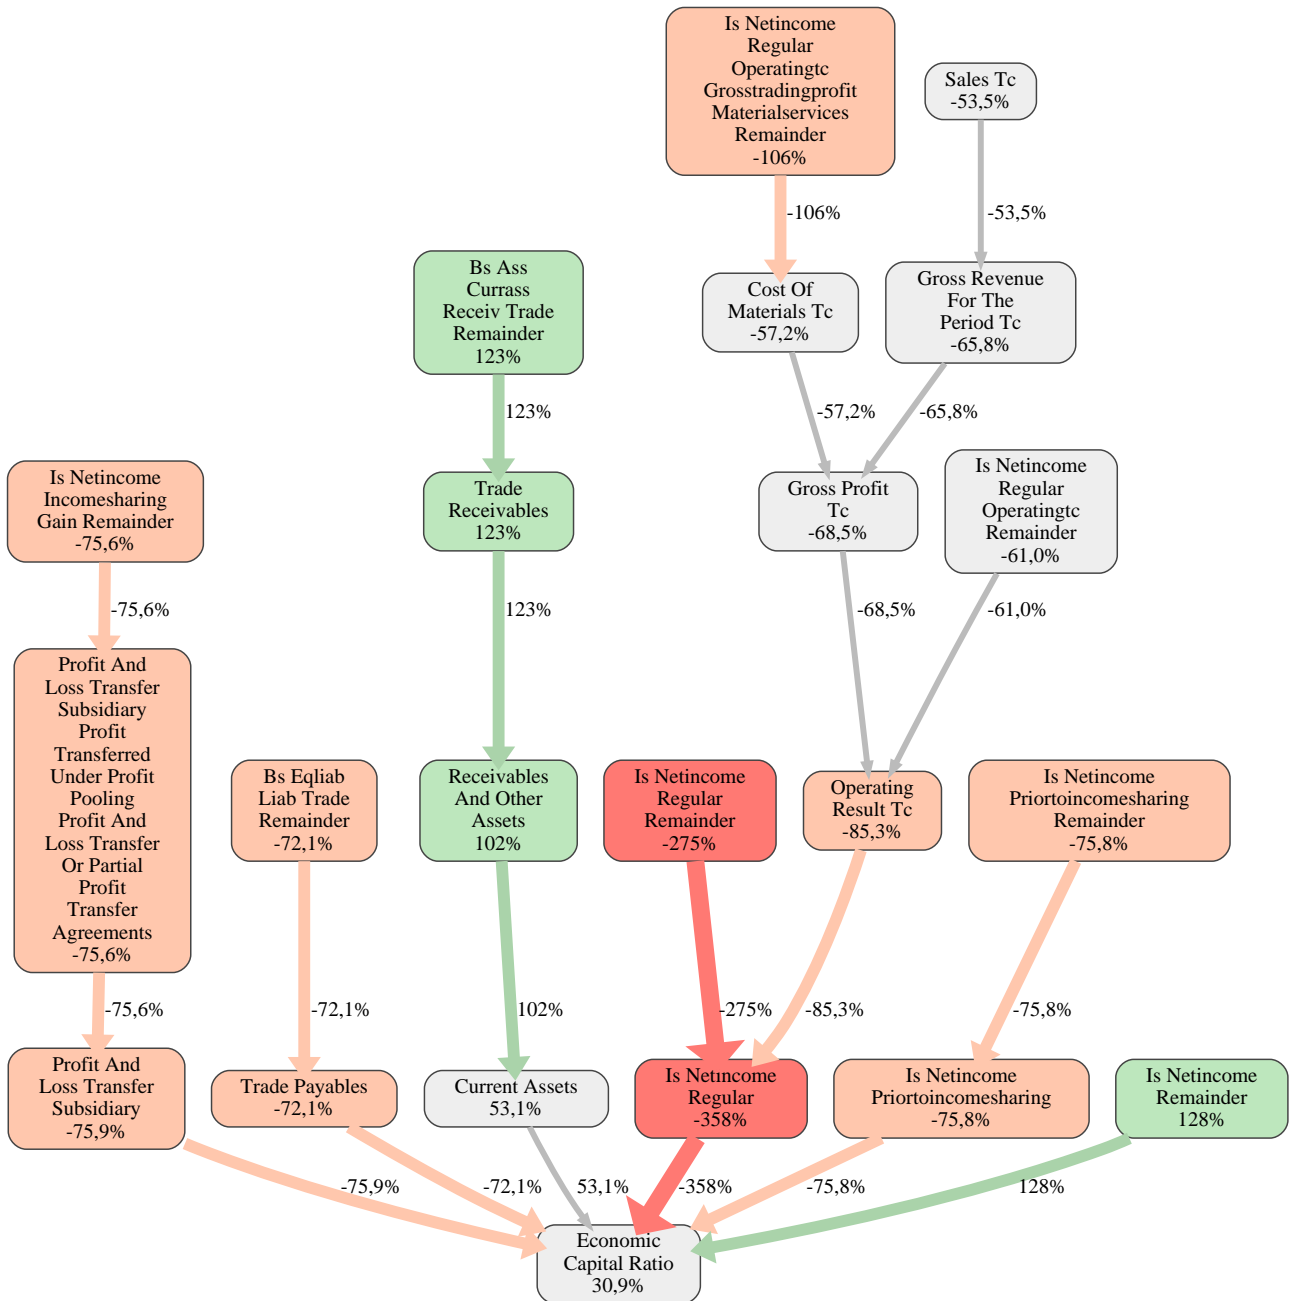 Is Netincome
Regular
Operatingtc
Grosstradingprofit
Materialservices
Remainder
-106%
Sales Tc
-53,5%
-106%
-53,5%
Bs Ass
Currass
Receiv Trade
Remainder
123%
Cost Of
Materials Tc
-57,2%
Gross Revenue
For The
Period Tc
-65,8%
123%
-57,2%
-65,8%
Is Netincome
Incomesharing
Gain Remainder
-75,6%
Trade
Receivables
123%
Gross Profit
Tc
-68,5%
Is Netincome
Regular
Operatingtc
Remainder
-61,0%
-75,6%
123%
-68,5%
-61,0%
Profit And
Loss Transfer
Subsidiary
Profit
Transferred
Under Profit
Pooling
Profit And
Loss Transfer
Or Partial
Profit
Transfer
Agreements
-75,6%
Bs Eqliab
Liab Trade
Remainder
-72,1%
Receivables
And Other
Assets
102%
Is Netincome
Regular
Remainder
-275%
Operating
Result Tc
-85,3%
Is Netincome
Priortoincomesharing
Remainder
-75,8%
-75,6%
-72,1%
102%
-275%
-85,3%
-75,8%
Profit And
Loss Transfer
Subsidiary
-75,9%
Trade Payables
-72,1%
Current Assets
53,1%
Is Netincome
Regular
-358%
Is Netincome
Priortoincomesharing
-75,8%
Is Netincome
Remainder
128%
-75,9%
-72,1%
53,1%
-358%
-75,8%
128%
Economic
Capital Ratio
30,9%